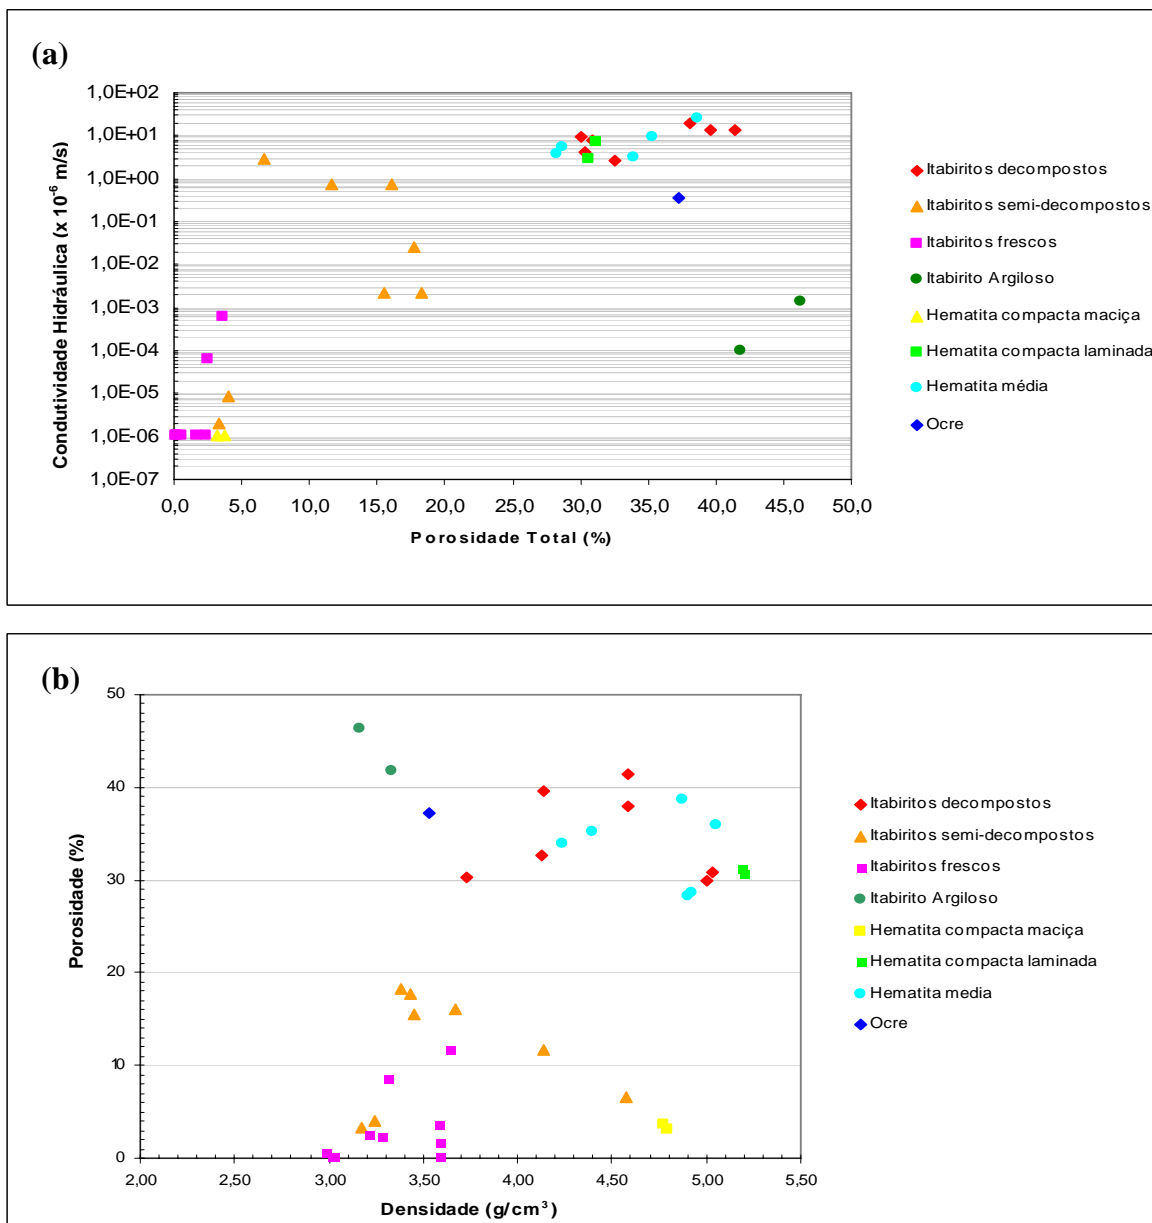 (a)
Condutividade Hidráulica (x 10⁻⁶ m/s)
1,0E+02
1,0E+01
1,0E+00
1,0E-01
1,0E-02
1,0E-03
1,0E-04
1,0E-05
1,0E-06
1,0E-07
0,0 5,0 10,0 15,0 20,0 25,0 30,0 35,0 40,0 45,0 50,0
Porosidade Total (%)
Itabiritos decompostos
Itabiritos semi-decompostos
Itabiritos frescos
Itabirito Argiloso
Hematita compacta maciça
Hematita compacta laminada
Hematita média
Ocre
(b)
Porosidade (%)
50
40
30
20
10
0
2,00 2,50 3,00 3,50 4,00 4,50 5,00 5,50
Densidade (g/cm³)
Itabiritos decompostos
Itabiritos semi-decompostos
Itabiritos frescos
Itabirito Argiloso
Hematita compacta maciça
Hematita compacta laminada
Hematita media
Ocre